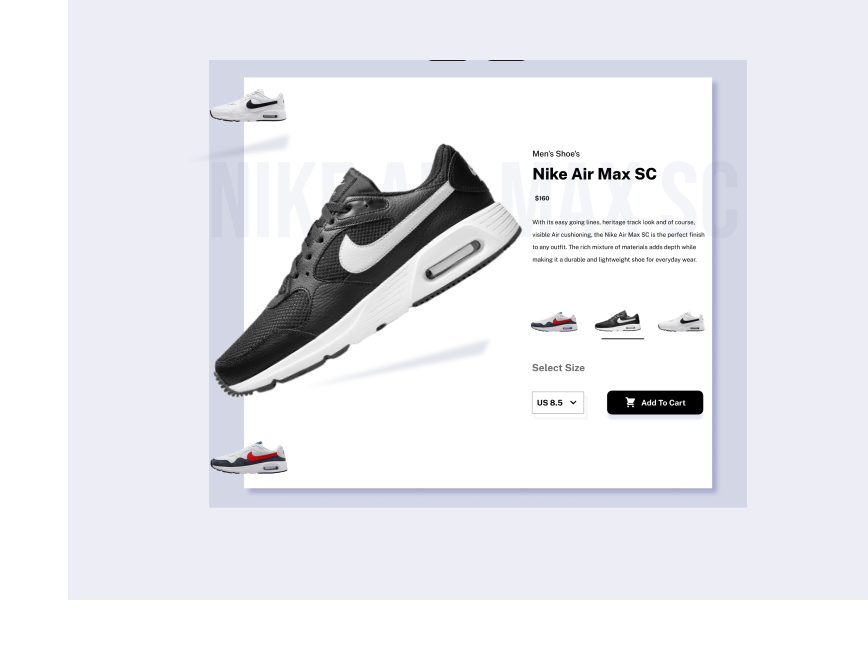 NIKE AIR MAX SC
Men's Shoe's
Nike Air Max SC
$160
With its easy going lines, heritage track look and of course,
visible Air cushioning, the Nike Air Max SC is the perfect finish
to any outfit. The rich mixture of materials adds depth while
making it a durable and lightweight shoe for everyday wear.
Select Size
US 8.5
Add To Cart